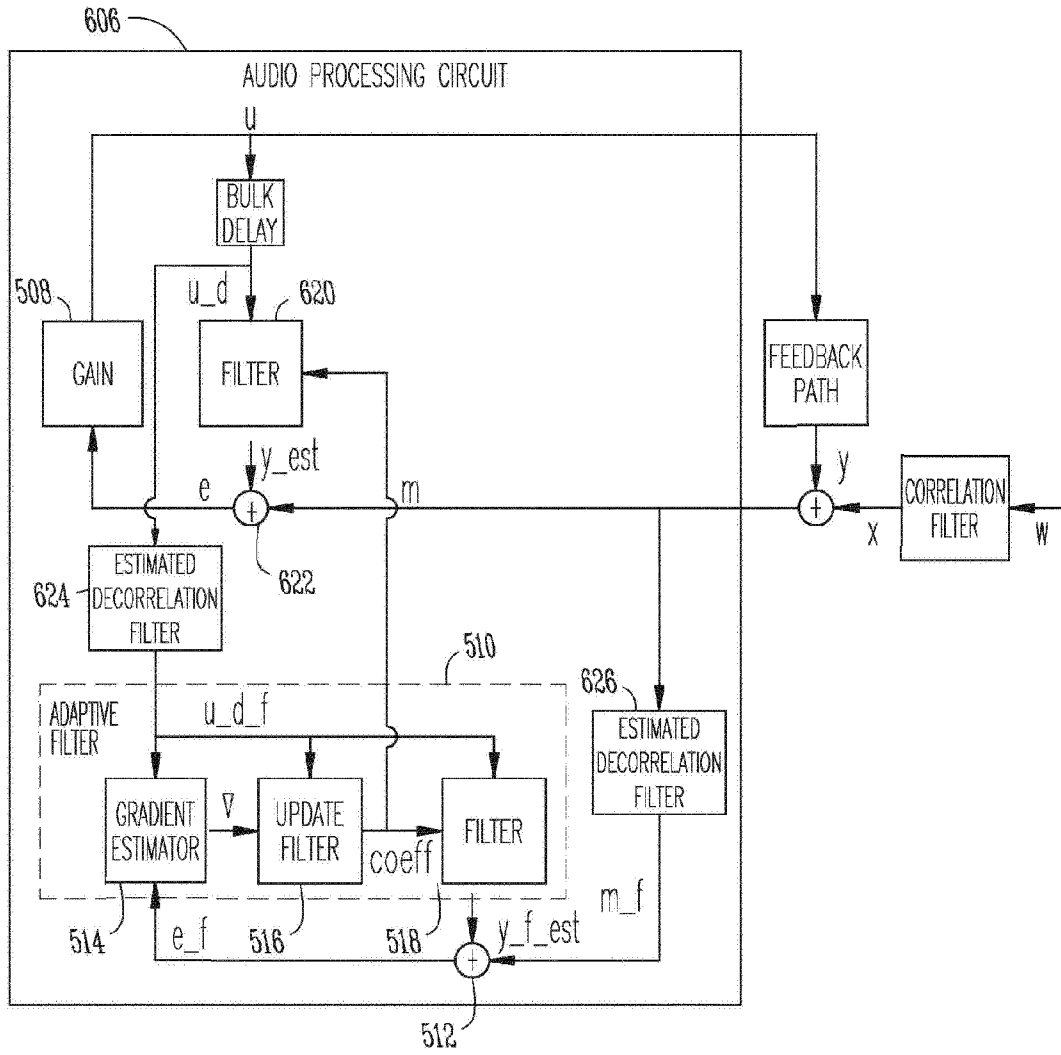 606
AUDIO PROCESSING CIRCUIT
u
BULK
DELAY
u_d
508
620
GAIN
FILTER
FEEDBACK
PATH
y_est
e
m
y
CORRELATION
FILTER
+
+
x
w
622
624
ESTIMATED
DECORRELATION
FILTER
510
626
ADAPTIVE
FILTER
u_d_f
ESTIMATED
DECORRELATION
FILTER
GRADIENT
ESTIMATOR
∇
UPDATE
FILTER
coeff
FILTER
514
516
518
e_f
y_f_est
m_f
+
512